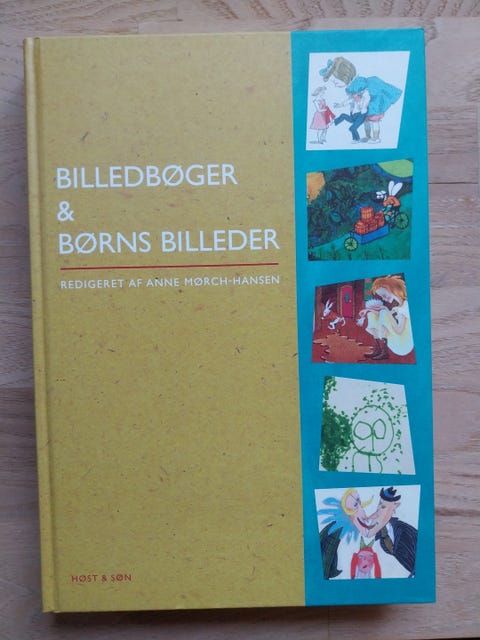 BILLEDBØGER
&
BØRNS BILLEDER
REDIGERET AF ANNE MØRCH-HANSEN
HØST & SØN